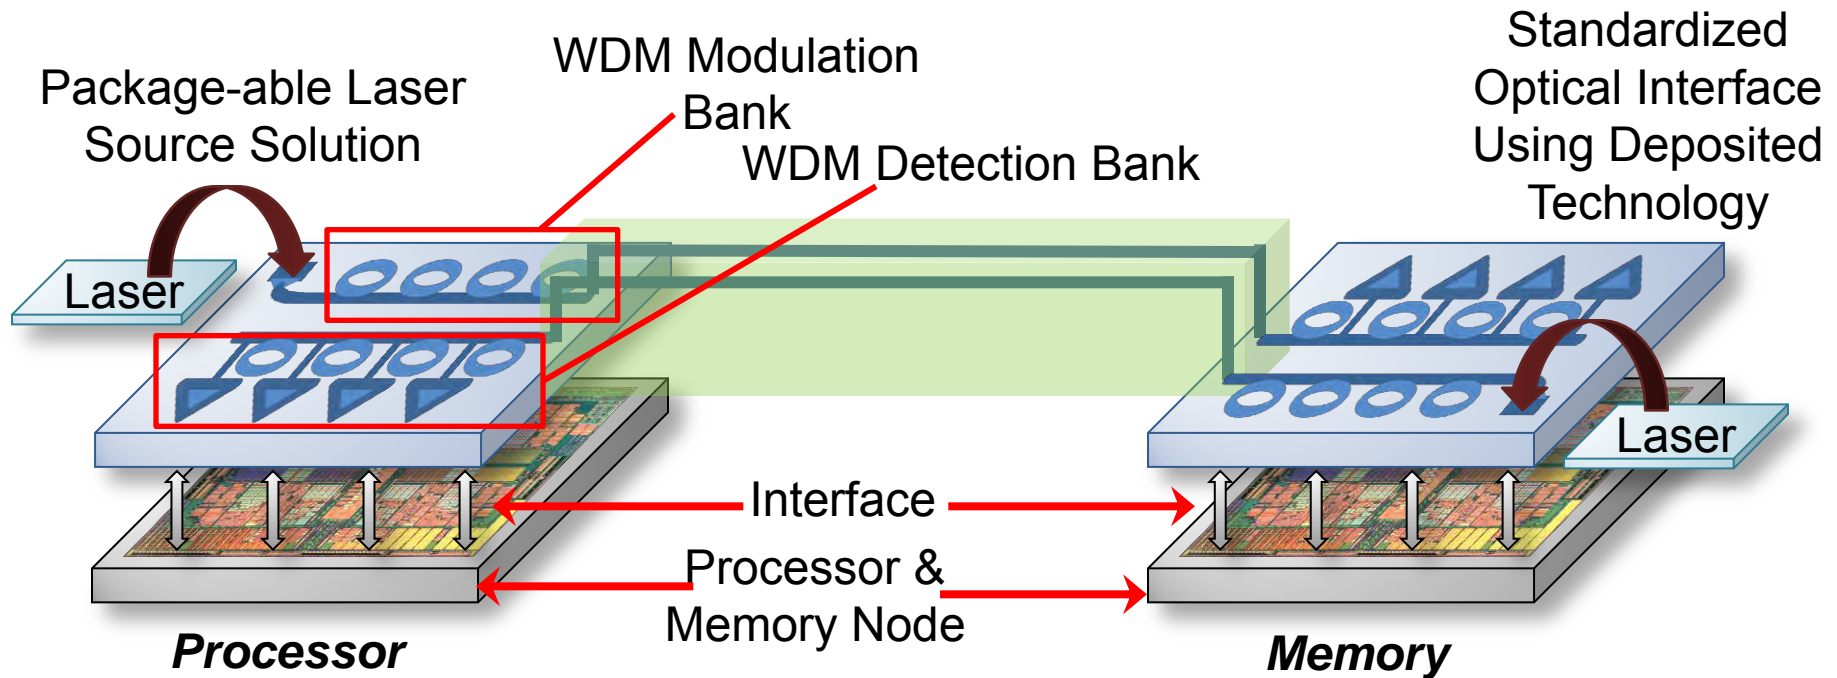 Package-able Laser
Source Solution
WDM Modulation
Bank
WDM Detection Bank
Standardized
Optical Interface
Using Deposited
Technology
Laser
Laser
Interface
Processor &
Memory Node
Processor
Memory